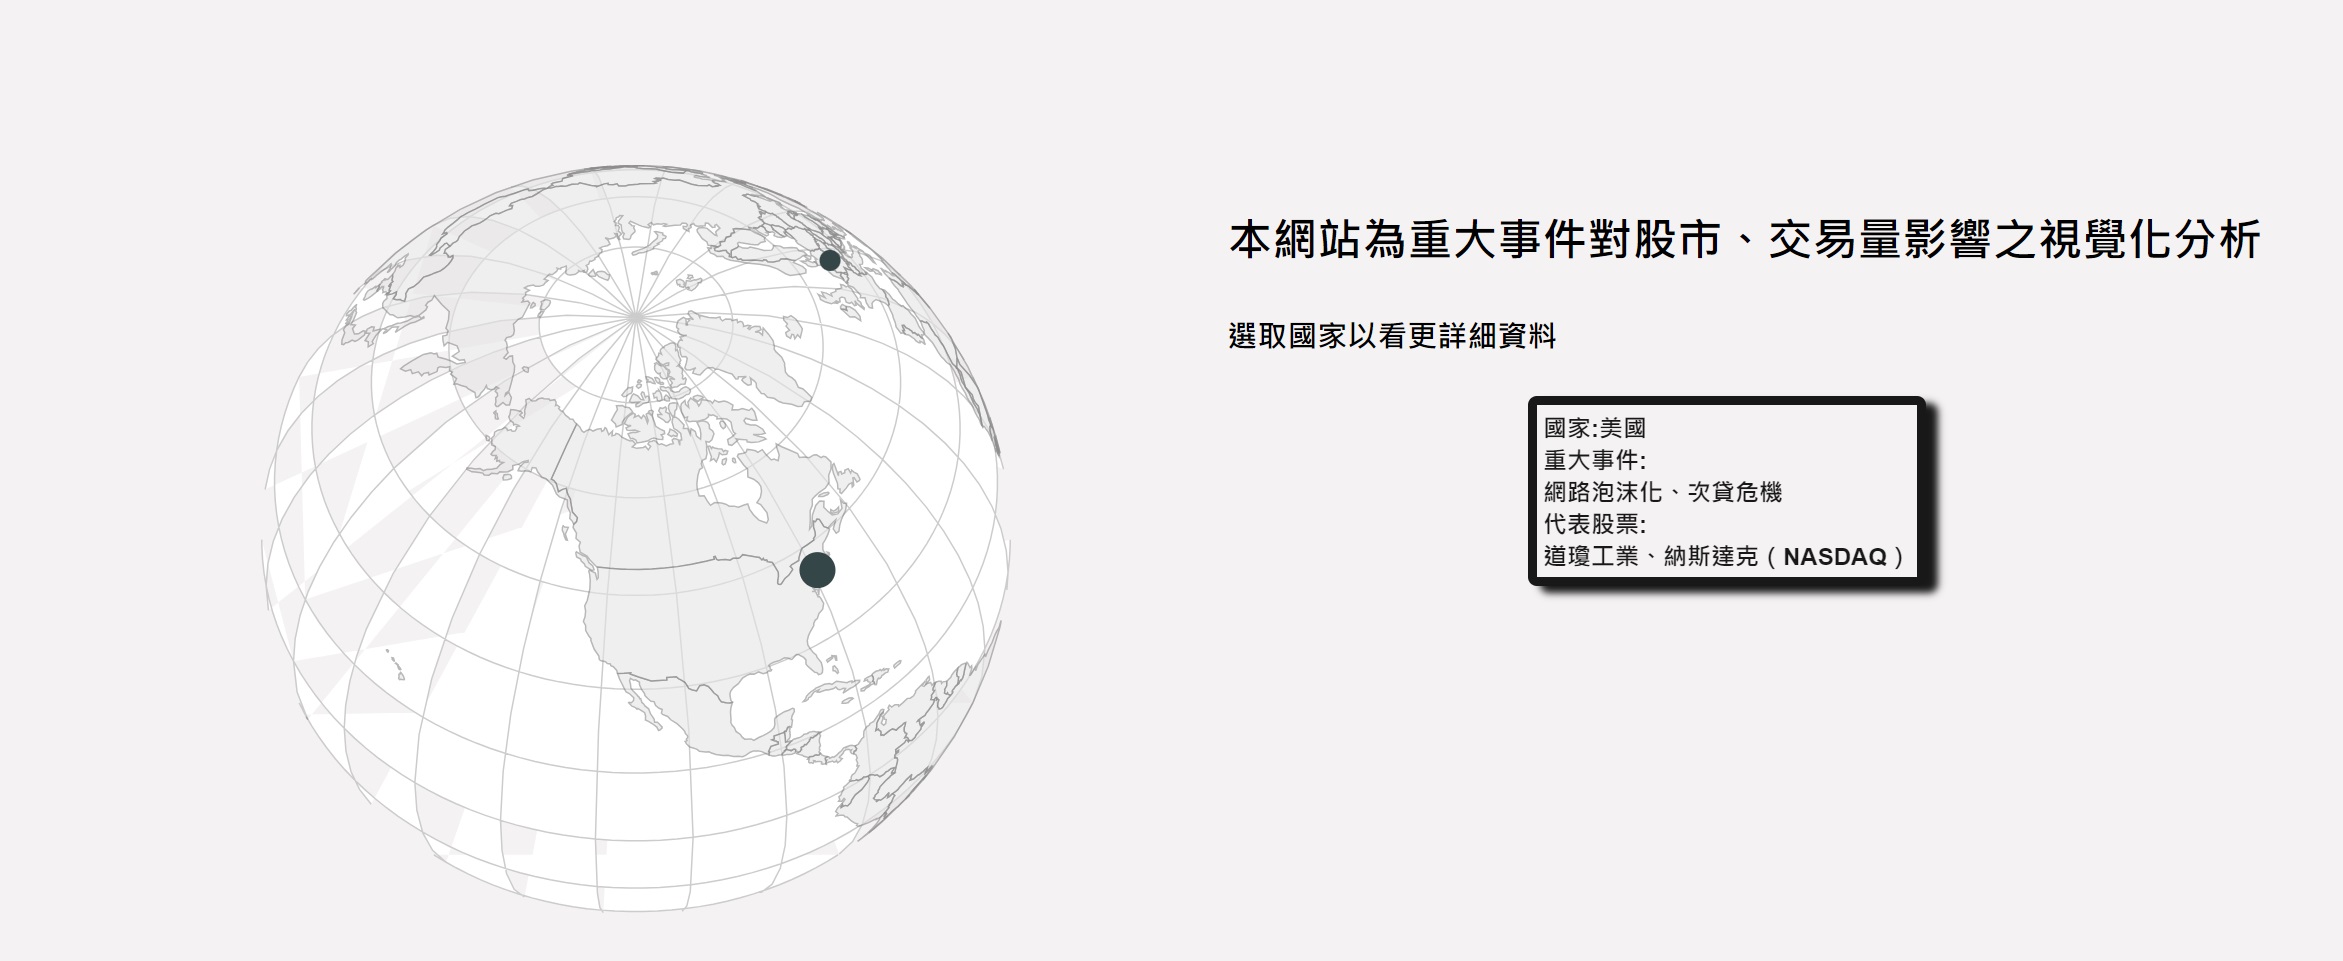 本網站為重大事件對股市、交易量影響之視覺化分析
選取國家以看更詳細資料
國家:美國
重大事件:
網路泡沫化、次貸危機
代表股票:
道瓊工業、納斯達克（NASDAQ）